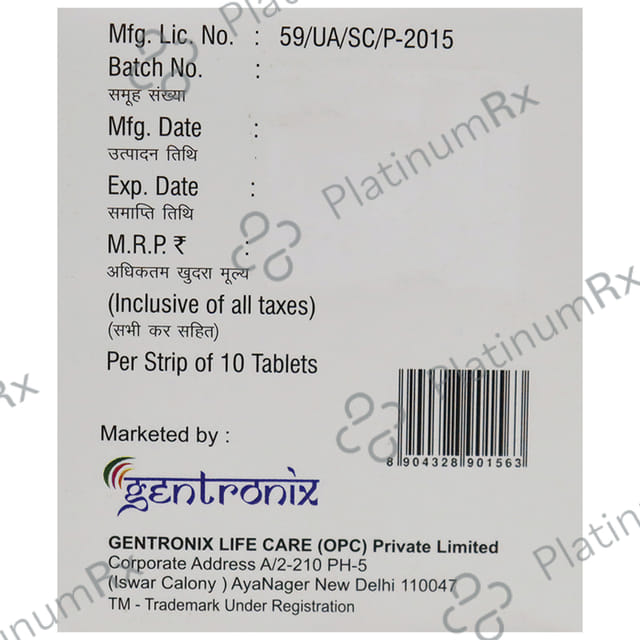 Mfg. Lic. No. : 59/UA/SC/P-2015
Batch No. :
समूह संख्या
Mfg. Date :
उत्पादन तिथि
Exp. Date :
समाप्ति तिथि
M.R.P. ₹ :
अधिकतम खुदरा मूल्य
(Inclusive of all taxes)
(सभी कर सहित)
Per Strip of 10 Tablets
8 904328 901563
Marketed by :
gentronix
GENTRONIX LIFE CARE (OPC) Private Limited
Corporate Address A/2-210 PH-5
(Iswar Calony ) AyaNager New Delhi 110047
TM - Trademark Under Registration
PlatinumRx
PlatinumRx
PlatinumRx
PlatinumRx